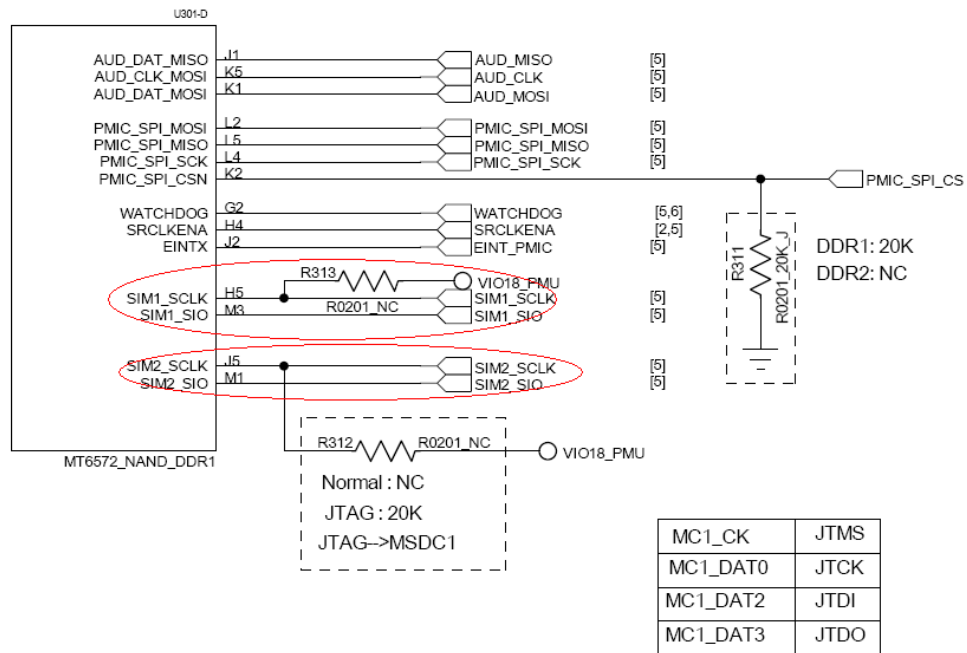 U301-D
AUD_DAT_MISO J1 AUD_MISO [5]
AUD_CLK_MOSI K5 AUD_CLK [5]
AUD_DAT_MOSI K1 AUD_MOSI [5]
PMIC_SPI_MOSI L2 PMIC_SPI_MOSI [5]
PMIC_SPI_MISO L5 PMIC_SPI_MISO [5]
PMIC_SPI_SCK L4 PMIC_SPI_SCK [5]
PMIC_SPI_CSN K2 PMIC_SPI_CS
WATCHDOG G2 WATCHDOG [5,6]
SRCLKENA H4 SRCLKENA [2,5]
EINTX J2 EINT_PMIC [5]
R311
R0201_20K_J
DDR1: 20K
DDR2: NC
R313 VIO18_PMU
R0201_NC
SIM1_SCLK H5 SIM1_SCLK [5]
SIM1_SIO M3 SIM1_SIO [5]
SIM2_SCLK J5 SIM2_SCLK [5]
SIM2_SIO M1 SIM2_SIO [5]
R312 R0201_NC VIO18_PMU
MT6572_NAND_DDR1
Normal : NC
JTAG : 20K
JTAG-->MSDC1
MC1_CK JTMS
MC1_DAT0 JTCK
MC1_DAT2 JTDI
MC1_DAT3 JTDO